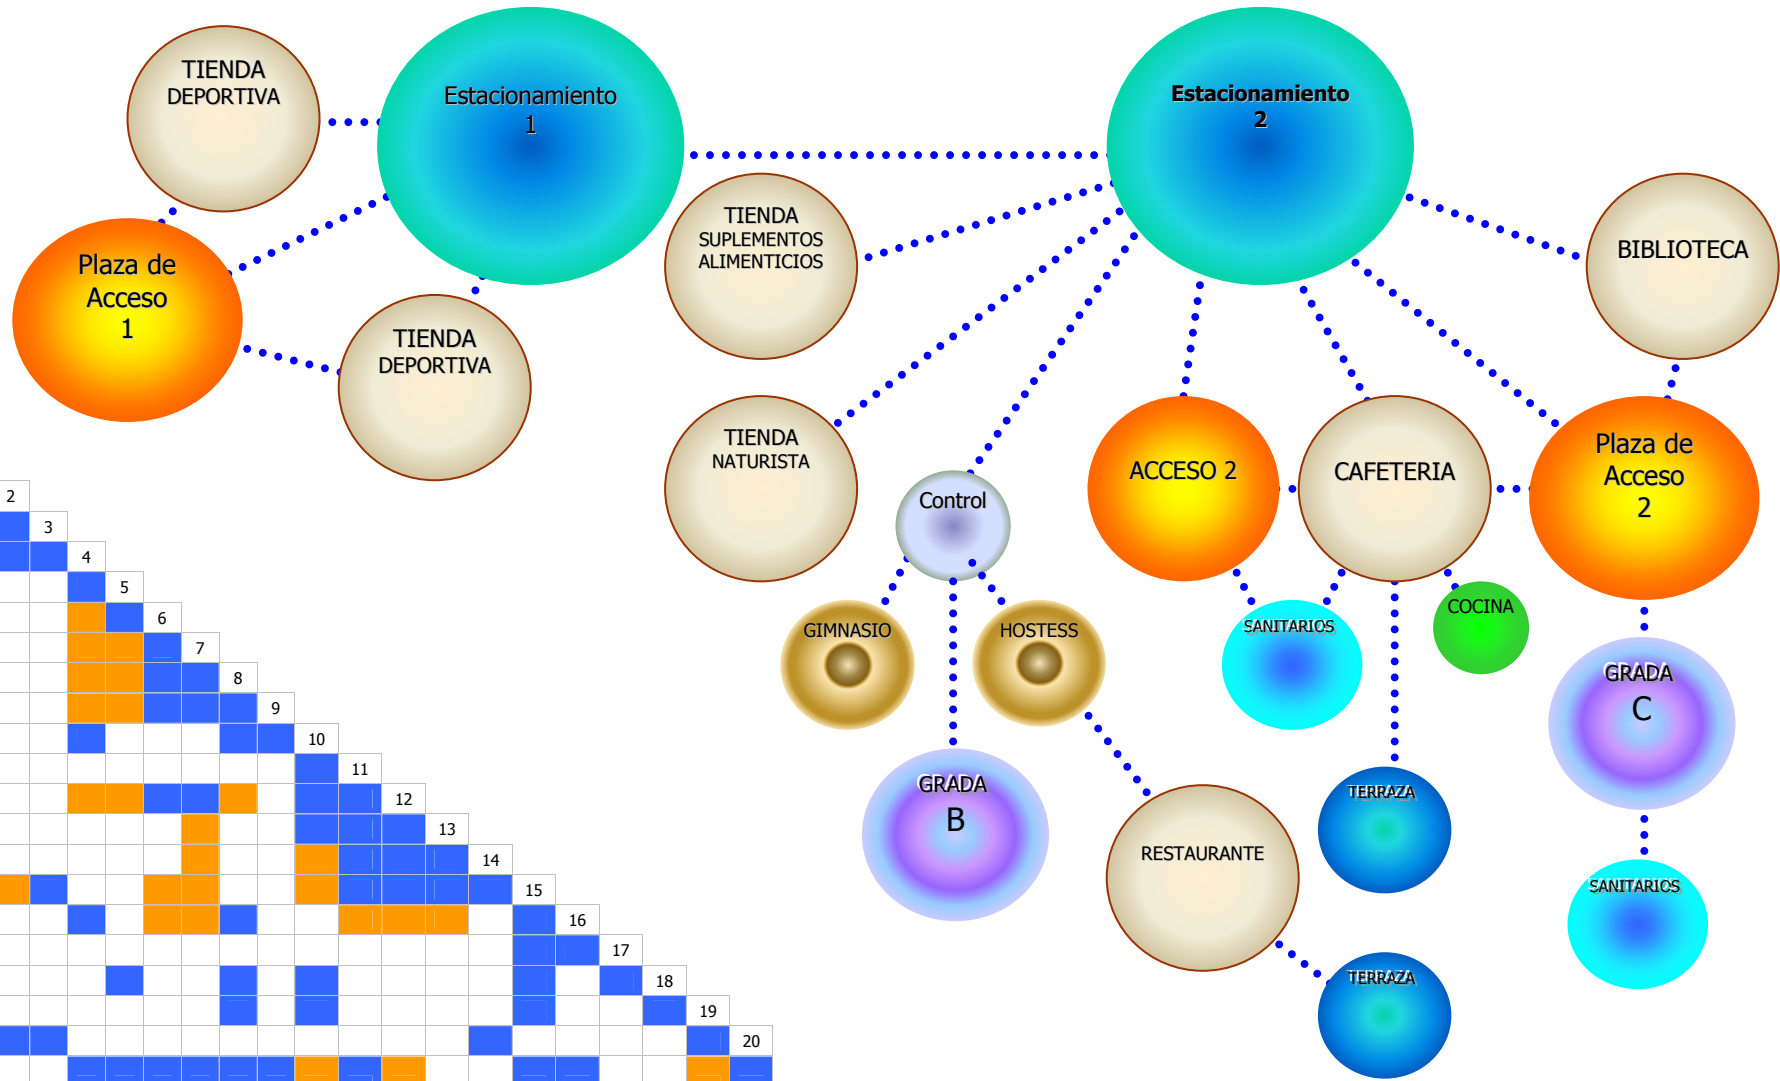 TIENDA
DEPORTIVA
Estacionamiento
1
Estacionamiento
2
TIENDA
SUPLEMENTOS
ALIMENTICIOS
BIBLIOTECA
Plaza de
Acceso
1
TIENDA
DEPORTIVA
TIENDA
NATURISTA
Control
ACCESO 2
CAFETERIA
Plaza de
Acceso
2
GIMNASIO
HOSTESS
SANITARIOS
COCINA
GRADA
C
GRADA
B
TERRAZA
RESTAURANTE
SANITARIOS
TERRAZA
2
3
4
5
6
7
8
9
10
11
12
13
14
15
16
17
18
19
20